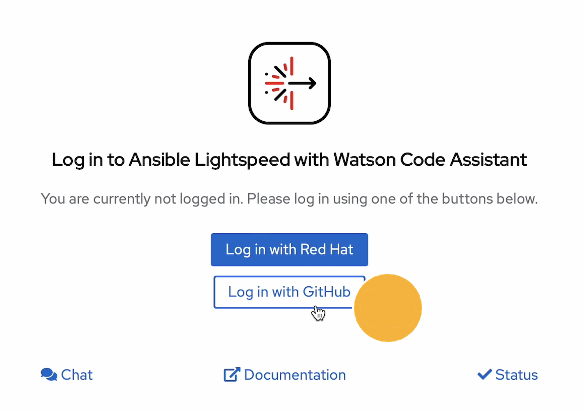 Log in to Ansible Lightspeed with Watson Code Assistant
You are currently not logged in. Please log in using one of the buttons below.
Log in with Red Hat
Log in with GitHub
Chat
Documentation
Status